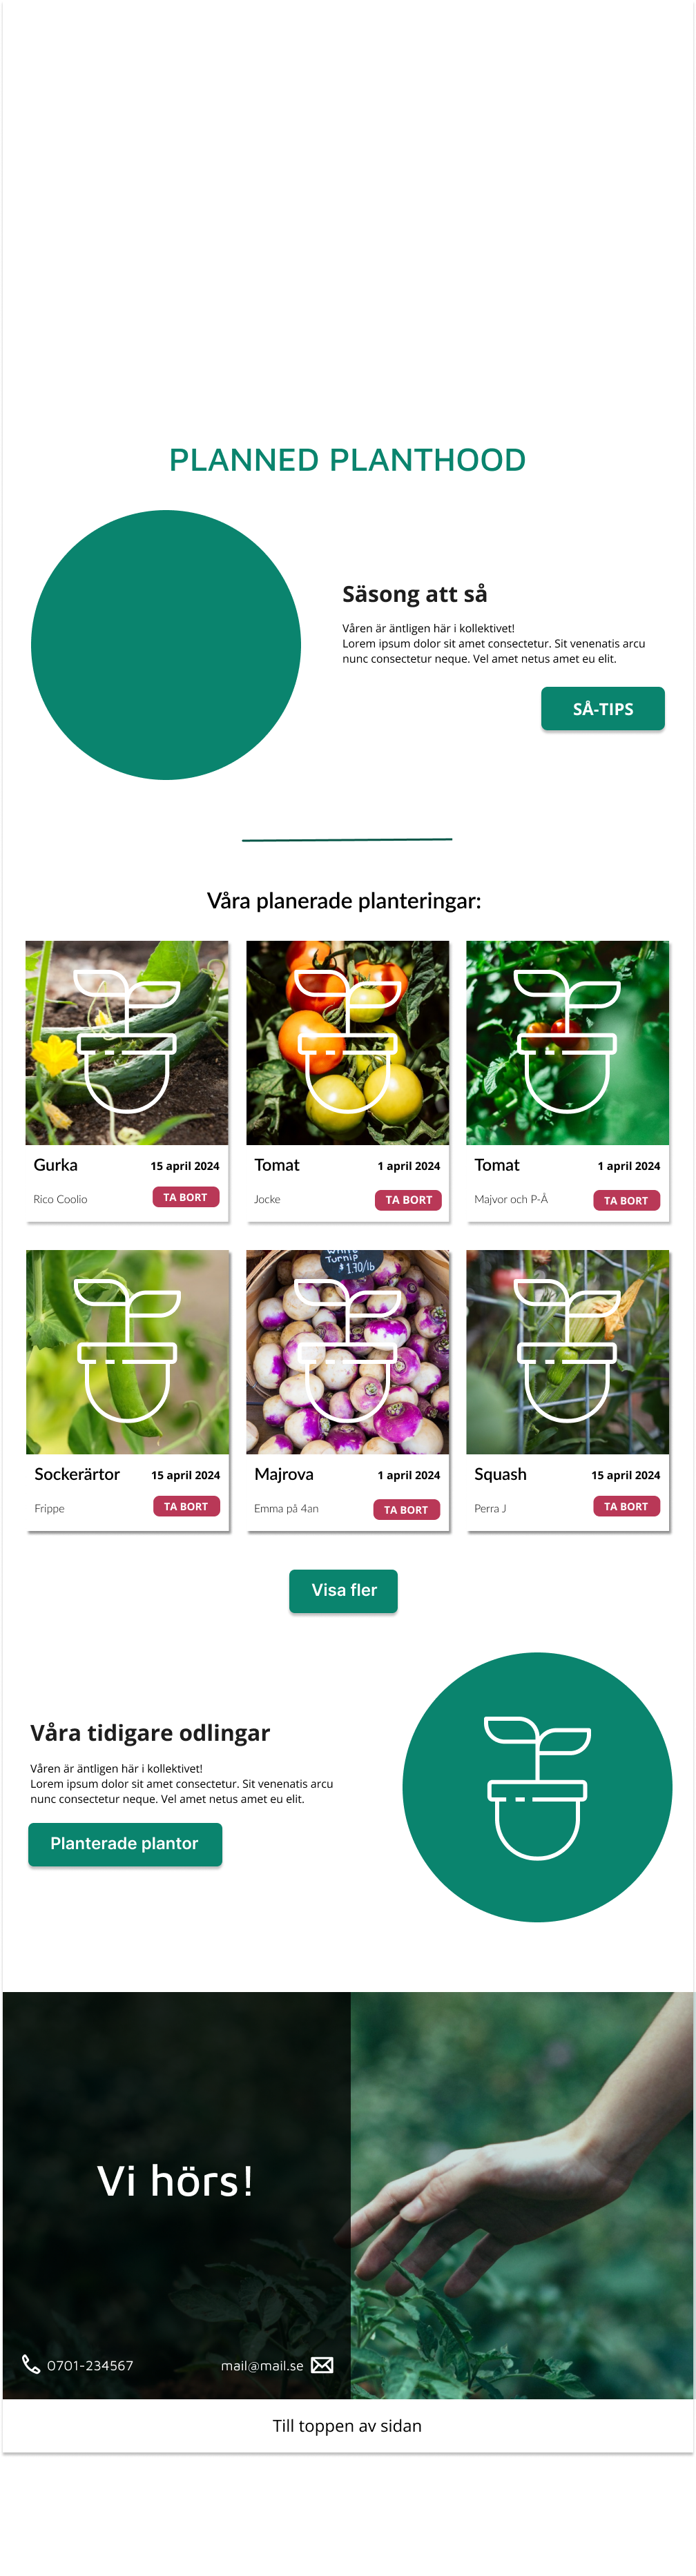 PLANNED PLANTHOOD
Säsong att så
Våren är äntligen här i kollektivet!
Lorem ipsum dolor sit amet consectetur. Sit venenatis arcu
nunc consectetur neque. Vel amet netus amet eu elit.
SÅ-TIPS
Våra planerade planteringar:
Gurka 15 april 2024
Rico Coolio TA BORT
Tomat 1 april 2024
Jocke TA BORT
Tomat 1 april 2024
Majvor och P-Å TA BORT
Sockerärtor 15 april 2024
Frippe TA BORT
White
Turnip
$1.70/lb
Majrova 1 april 2024
Emma på 4an TA BORT
Squash 15 april 2024
Perra J TA BORT
Visa fler
Våra tidigare odlingar
Våren är äntligen här i kollektivet!
Lorem ipsum dolor sit amet consectetur. Sit venenatis arcu
nunc consectetur neque. Vel amet netus amet eu elit.
Planterade plantor
Vi hörs!
0701-234567 mail@mail.se
Till toppen av sidan